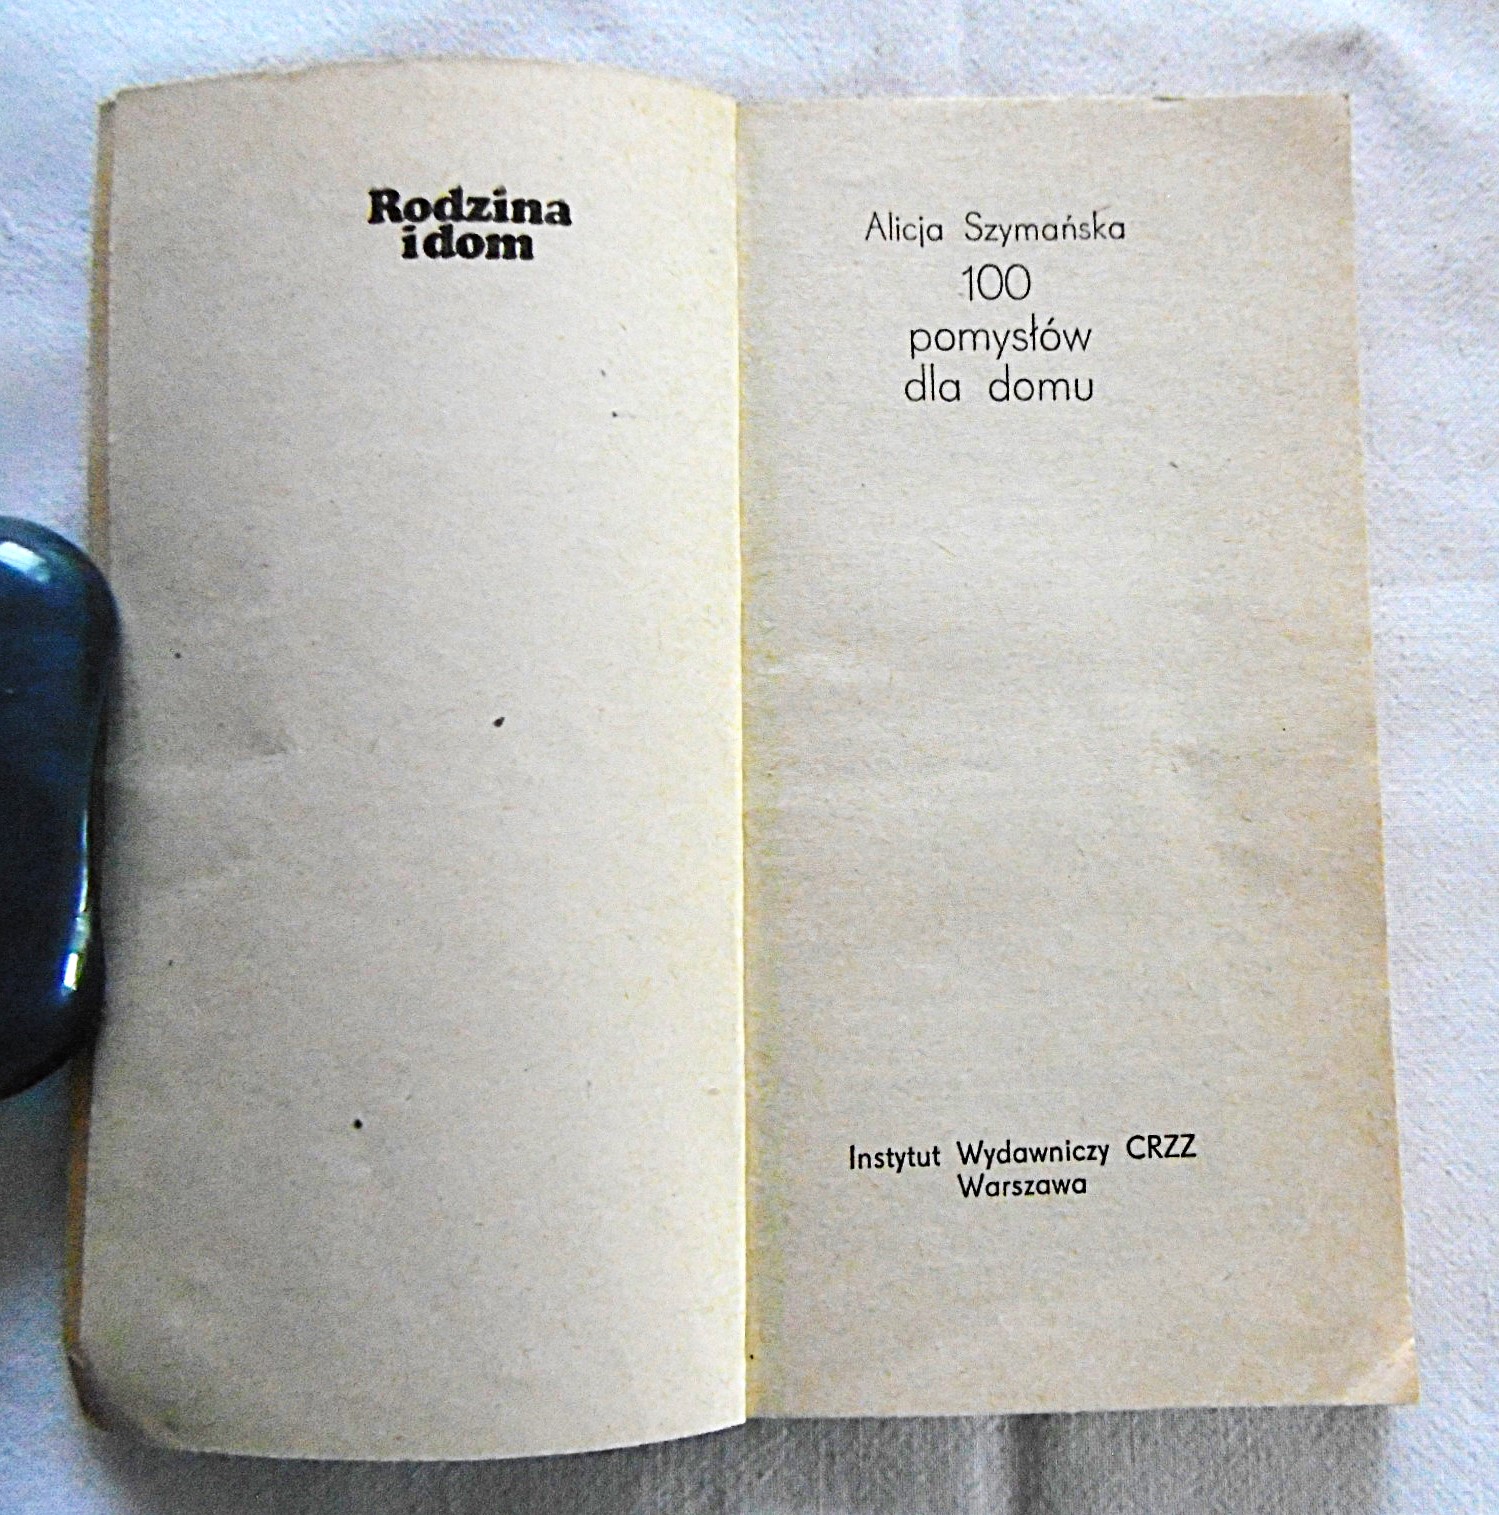 Rodzina
i dom
Alicja Szymańska
100
pomysłów
dla domu
Instytut Wydawniczy CRZZ
Warszawa